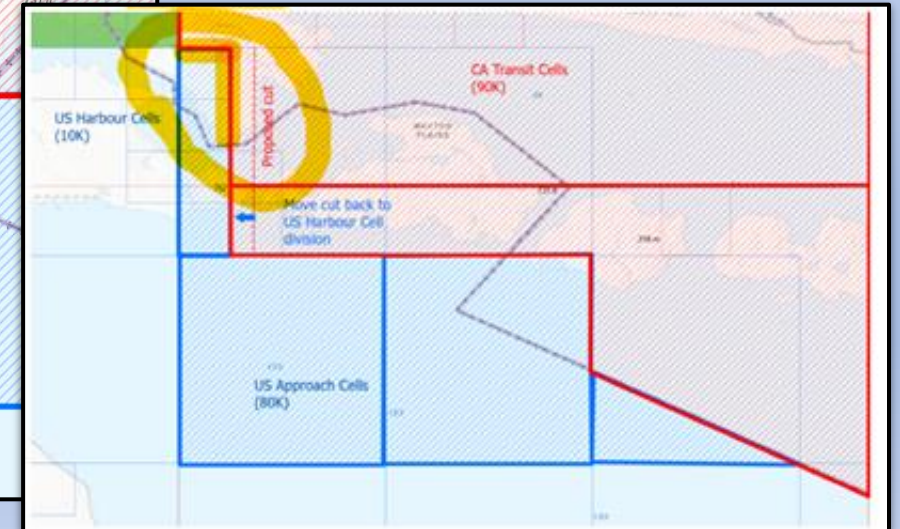 CA Transit Cells
(90K)
US Harbour Cells
(10K)
Proposed cut
Move cut back to
US Harbour Cell
division
US Approach Cells
(80K)